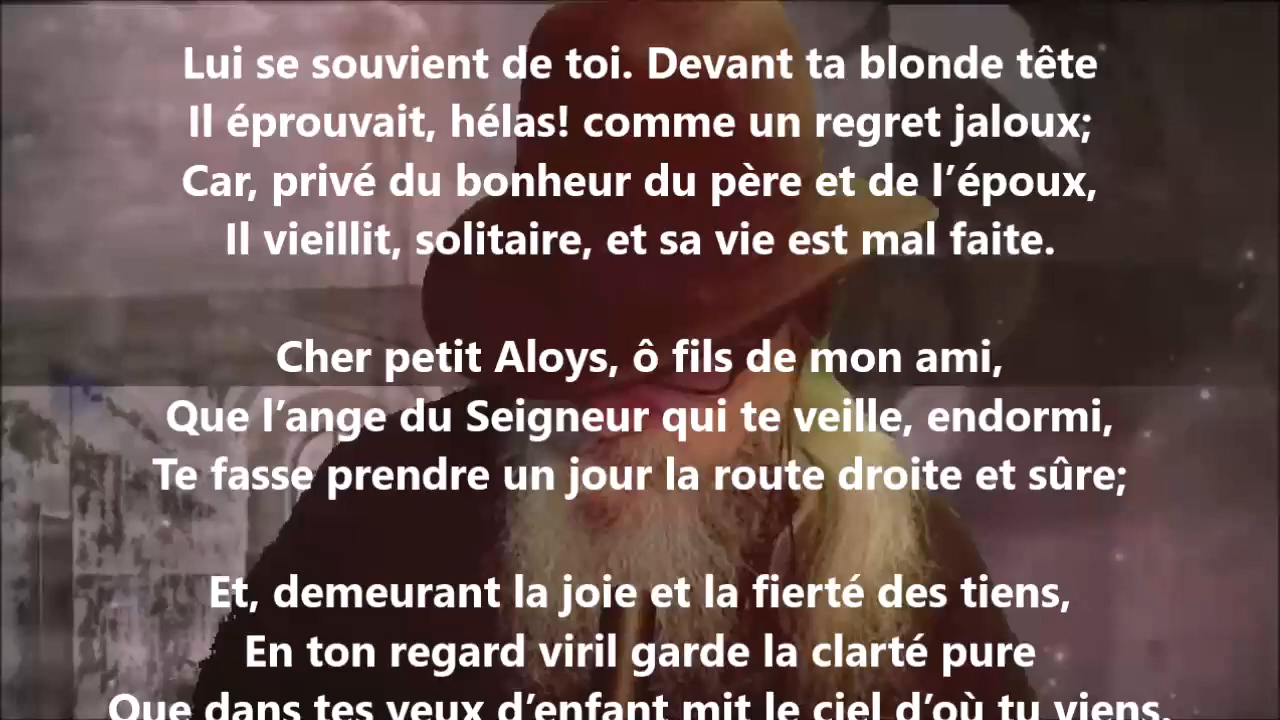 Lui se souvient de toi. Devant ta blonde tête
Il éprouvait, hélas! comme un regret jaloux;
Car, privé du bonheur du père et de l’époux,
Il vieillit, solitaire, et sa vie est mal faite.
Cher petit Aloys, ô fils de mon ami,
Que l’ange du Seigneur qui te veille, endormi,
Te fasse prendre un jour la route droite et sûre;
Et, demeurant la joie et la fierté des tiens,
En ton regard viril garde la clarté pure
Que dans tes yeux d’enfant mit le ciel d’où tu viens.